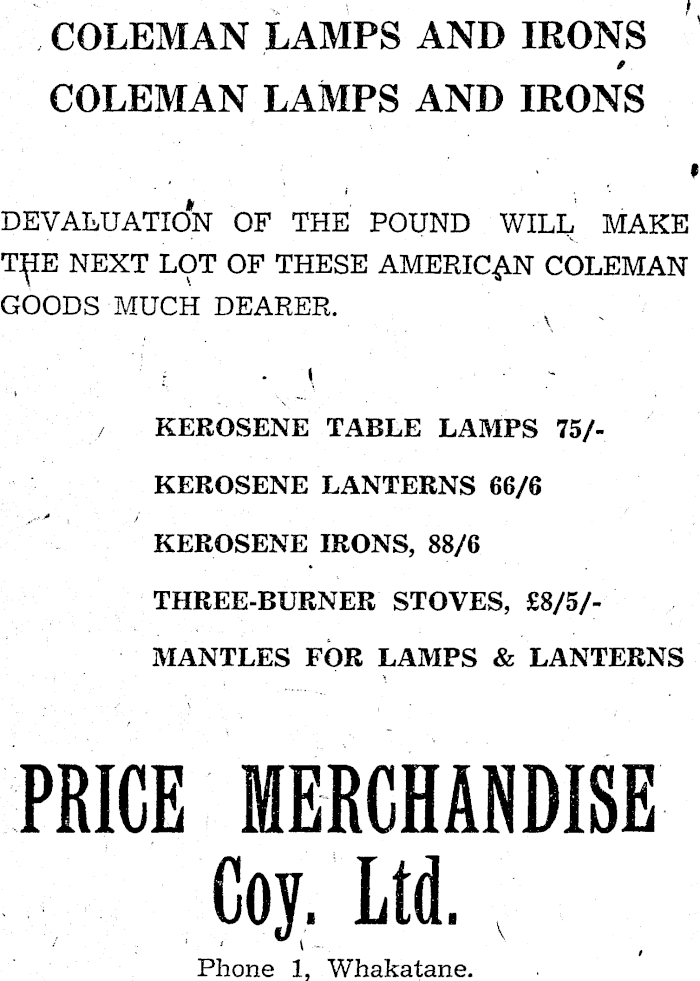 COLEMAN LAMPS AND IRONS
COLEMAN LAMPS AND IRONS
DEVALUATION OF THE POUND WILL MAKE
THE NEXT LOT OF THESE AMERICAN COLEMAN
GOODS MUCH DEARER.
KEROSENE TABLE LAMPS 75/-
KEROSENE LANTERNS 66/6
KEROSENE IRONS, 88/6
THREE-BURNER STOVES, £8/5/-
MANTLES FOR LAMPS & LANTERNS
PRICE MERCHANDISE
Coy. Ltd.
Phone 1, Whakatane.